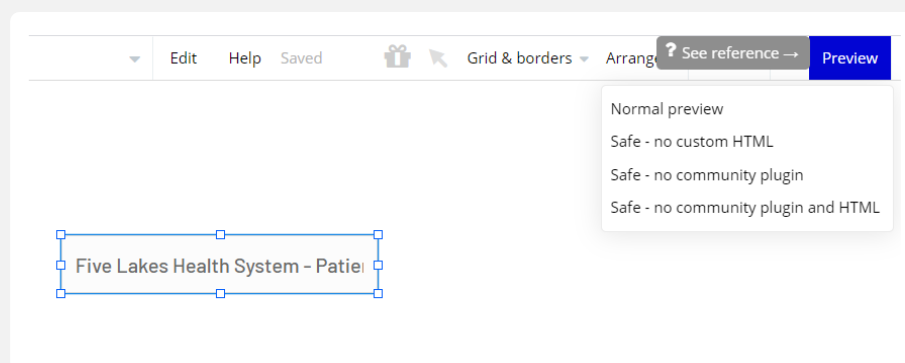 Edit Help Saved Grid & borders Arrange ? See reference → Preview
Normal preview
Safe - no custom HTML
Safe - no community plugin
Safe - no community plugin and HTML
Five Lakes Health System - Patie